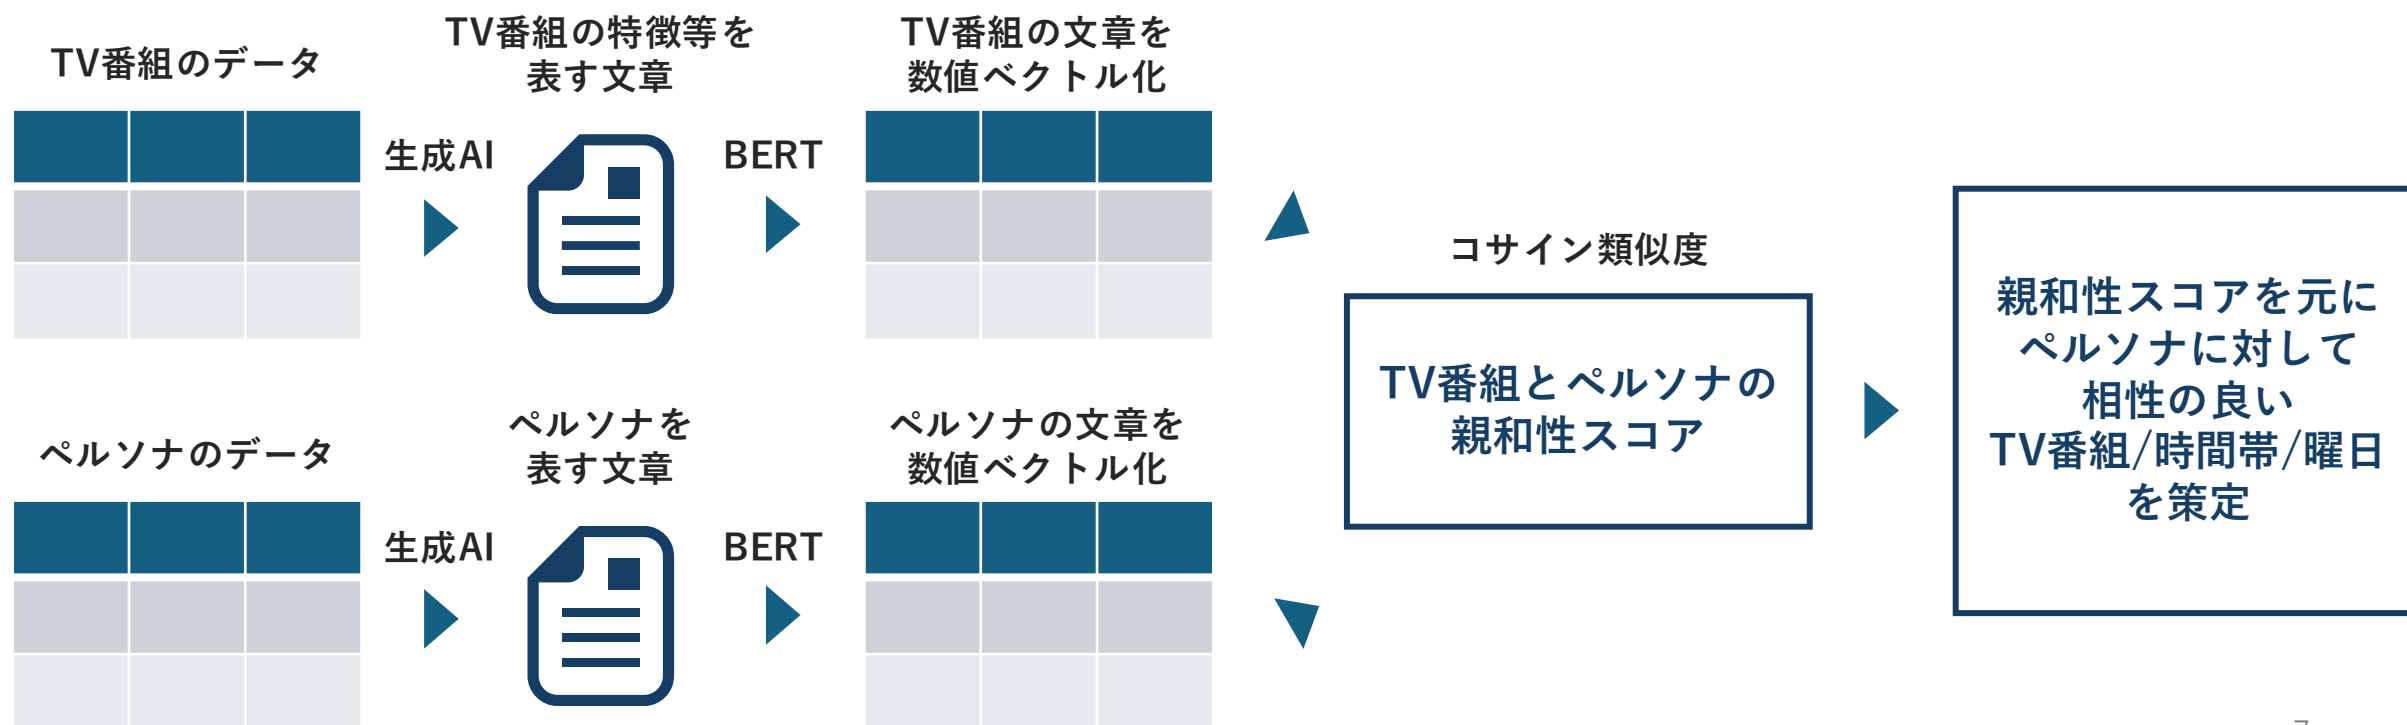 TV番組のデータ
TV番組の特徴等を
表す文章
TV番組の文章を
数値ベクトル化
生成AI
BERT
コサイン類似度
TV番組とペルソナの
親和性スコア
親和性スコアを元に
ペルソナに対して
相性の良い
TV番組/時間帯/曜日
を策定
ペルソナのデータ
ペルソナを
表す文章
ペルソナの文章を
数値ベクトル化
生成AI
BERT